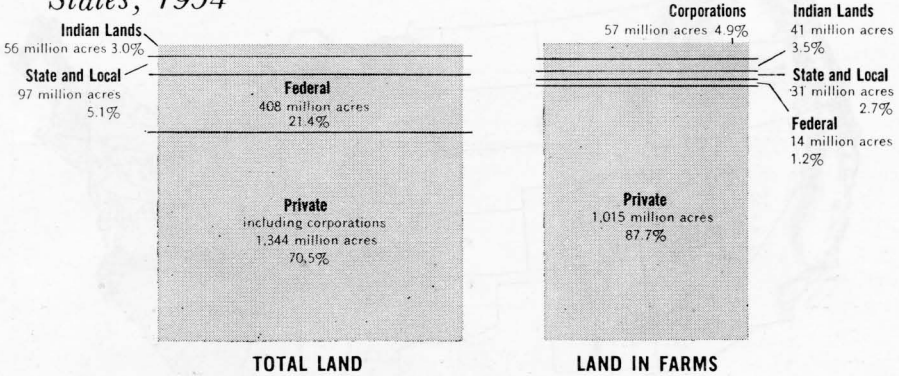 States, 1954
Indian Lands
56 million acres 3.0%
State and Local
97 million acres
5.1%
Federal
408 million acres
21.4%
Private
including corporations
1,344 million acres
70.5%
TOTAL LAND
Corporations
57 million acres 4.9%
Indian Lands
41 million acres
3.5%
State and Local
31 million acres
2.7%
Federal
14 million acres
1.2%
Private
1,015 million acres
87.7%
LAND IN FARMS